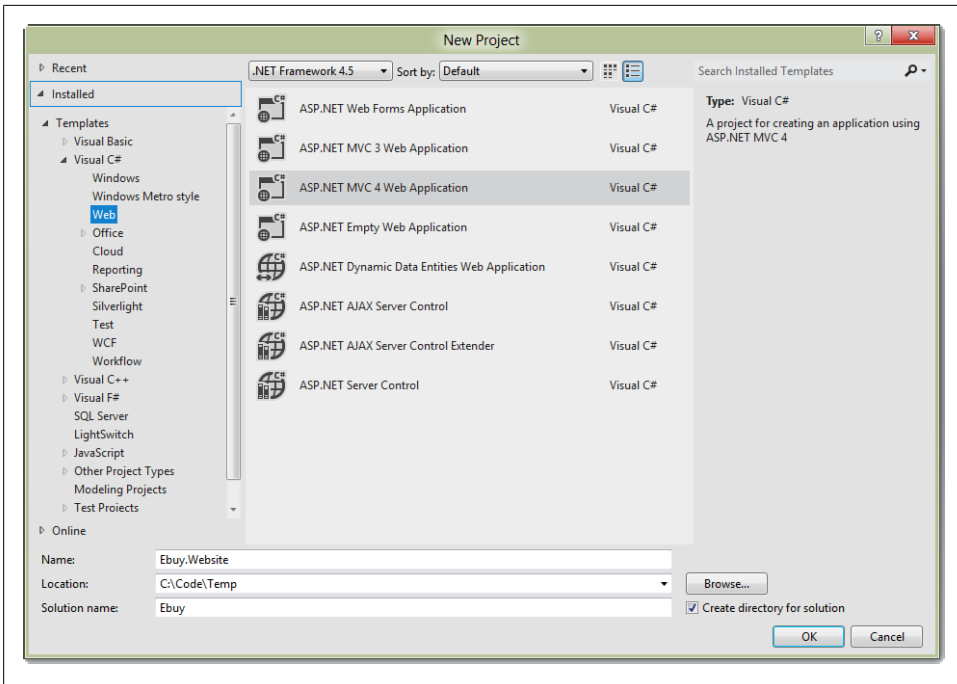 New Project
Recent
Installed
Templates
Visual Basic
Visual C#
Windows
Windows Metro style
Web
Office
Cloud
Reporting
SharePoint
Silverlight
Test
WCF
Workflow
Visual C++
Visual F#
SQL Server
LightSwitch
JavaScript
Other Project Types
Modeling Projects
Test Projects
Online
.NET Framework 4.5 Sort by: Default
ASP.NET Web Forms Application Visual C#
ASP.NET MVC 3 Web Application Visual C#
ASP.NET MVC 4 Web Application Visual C#
ASP.NET Empty Web Application Visual C#
ASP.NET Dynamic Data Entities Web Application Visual C#
ASP.NET AJAX Server Control Visual C#
ASP.NET AJAX Server Control Extender Visual C#
ASP.NET Server Control Visual C#
Search Installed Templates
Type: Visual C#
A project for creating an application using
ASP.NET MVC 4
Name: Ebuy.Website
Location: C:\Code\Temp Browse...
Solution name: Ebuy Create directory for solution
OK Cancel